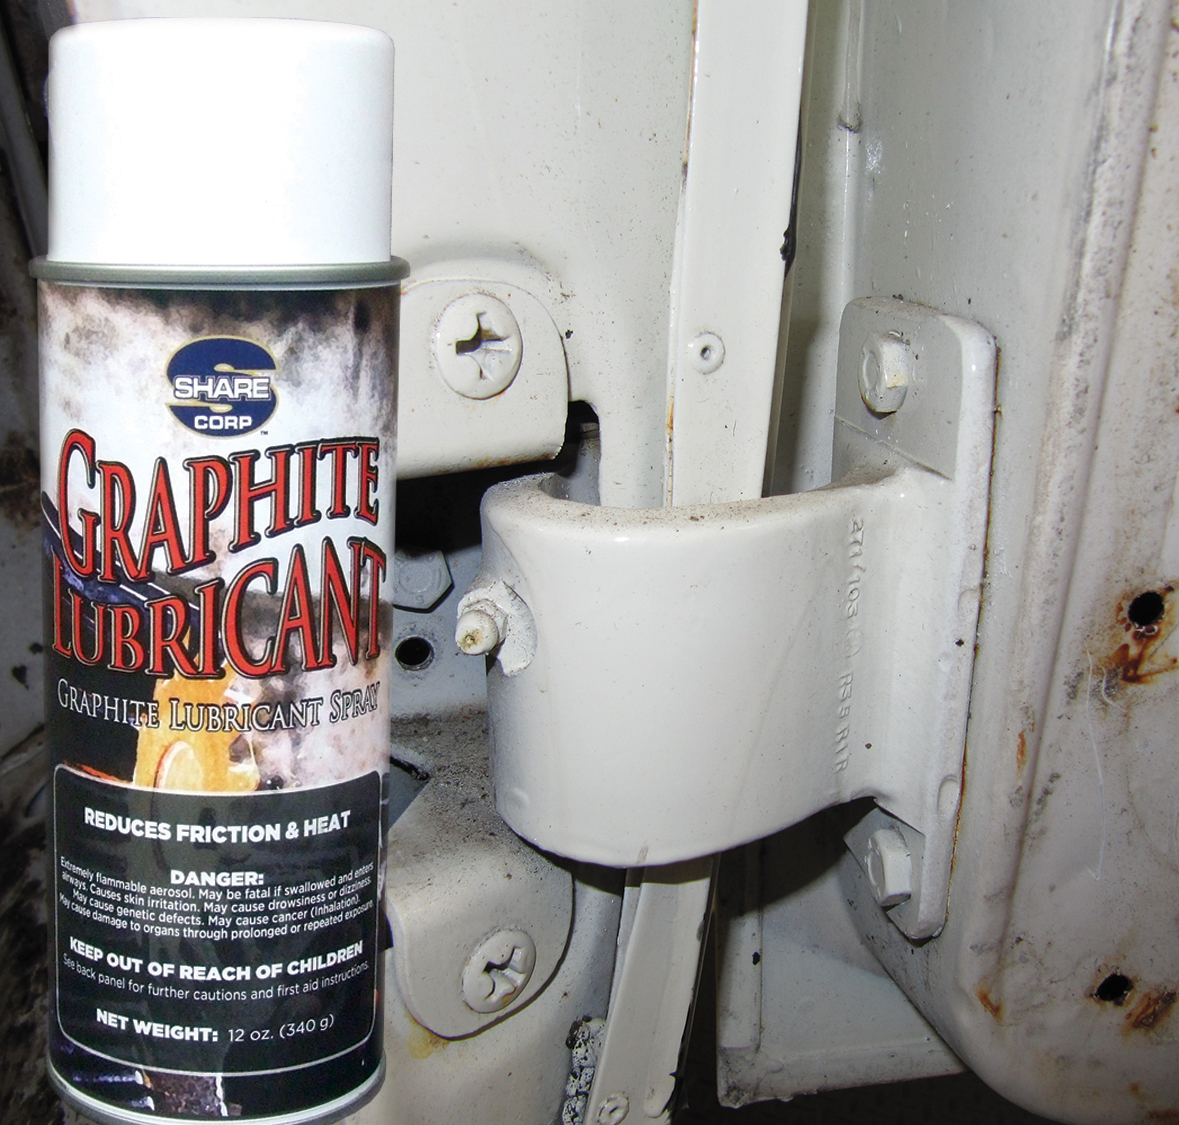 SHARE
CORP
™
GRAPHITE
LUBRICANT
GRAPHITE LUBRICANT SPRAY
REDUCES FRICTION & HEAT
DANGER:
Extremely flammable aerosol. May be fatal if swallowed and enters
airways. Causes skin irritation. May cause drowsiness or dizziness.
May cause genetic defects. May cause cancer (Inhalation).
May cause damage to organs through prolonged or repeated exposure.
KEEP OUT OF REACH OF CHILDREN
See back panel for further cautions and first aid instructions.
NET WEIGHT: 12 oz. (340 g)